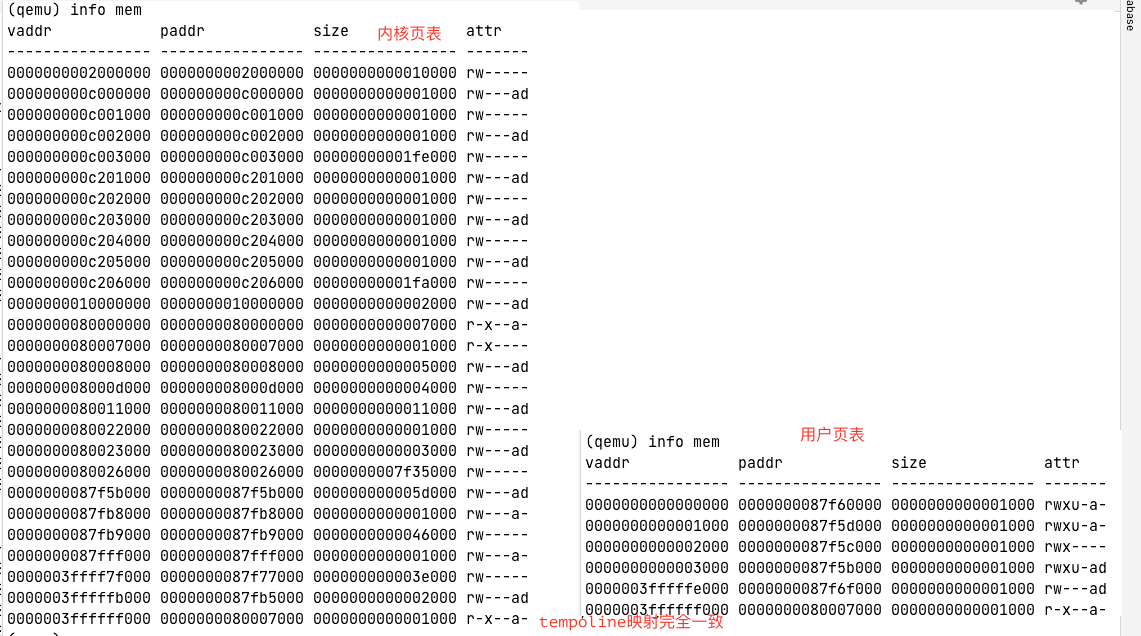 (qemu) info mem
vaddr paddr size 内核页表 attr
---------------- ---------------- ---------------- -------
0000000002000000 0000000002000000 0000000000010000 rw-----
000000000c000000 000000000c000000 0000000000001000 rw---ad
000000000c001000 000000000c001000 0000000000001000 rw-----
000000000c002000 000000000c002000 0000000000001000 rw---ad
000000000c003000 000000000c003000 00000000001fe000 rw-----
000000000c201000 000000000c201000 0000000000001000 rw---ad
000000000c202000 000000000c202000 0000000000001000 rw-----
000000000c203000 000000000c203000 0000000000001000 rw---ad
000000000c204000 000000000c204000 0000000000001000 rw-----
000000000c205000 000000000c205000 0000000000001000 rw---ad
000000000c206000 000000000c206000 00000000001fa000 rw-----
0000000010000000 0000000010000000 0000000000002000 rw---ad
0000000080000000 0000000080000000 0000000000007000 r-x--a-
0000000080007000 0000000080007000 0000000000001000 r-x----
0000000080008000 0000000080008000 0000000000005000 rw---ad
000000008000d000 000000008000d000 0000000000004000 rw-----
0000000080011000 0000000080011000 0000000000011000 rw---ad
0000000080022000 0000000080022000 0000000000001000 rw-----
0000000080023000 0000000080023000 0000000000003000 rw---ad
0000000080026000 0000000080026000 0000000007f35000 rw-----
0000000087f5b000 0000000087f5b000 000000000005d000 rw---ad
0000000087fb8000 0000000087fb8000 0000000000001000 rw---a-
0000000087fb9000 0000000087fb9000 0000000000046000 rw-----
0000000087fff000 0000000087fff000 0000000000001000 rw---a-
0000003ffff7f000 0000000087f77000 000000000003e000 rw-----
0000003fffffb000 0000000087fb5000 0000000000002000 rw---ad
0000003ffffff000 0000000080007000 0000000000001000 r-x--a-
tempoline映射完全一致
用户页表
(qemu) info mem
vaddr paddr size attr
---------------- ---------------- ---------------- -------
0000000000000000 0000000087f60000 0000000000001000 rwxu-a-
0000000000001000 0000000087f5d000 0000000000001000 rwxu-a-
0000000000002000 0000000087f5c000 0000000000001000 rwx----
0000000000003000 0000000087f5b000 0000000000001000 rwxu-ad
0000003fffffe000 0000000087f6f000 0000000000001000 rw---ad
0000003ffffff000 0000000080007000 0000000000001000 r-x--a-
abase